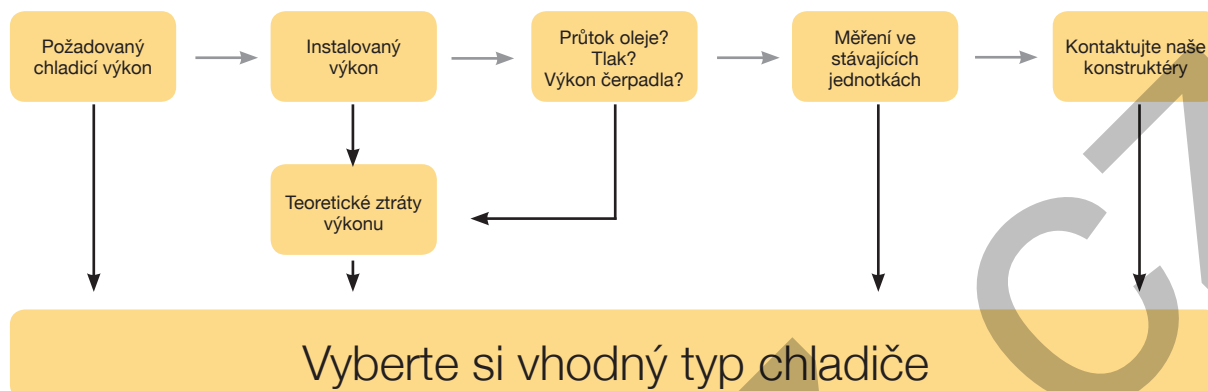 Požadovaný
chladicí výkon
Instalovaný
výkon
Průtok oleje?
Tlak?
Výkon čerpadla?
Měření ve
stávajících
jednotkách
Kontaktujte naše
konstruktéry
Teoretické ztráty
výkonu
Vyberte si vhodný typ chladiče